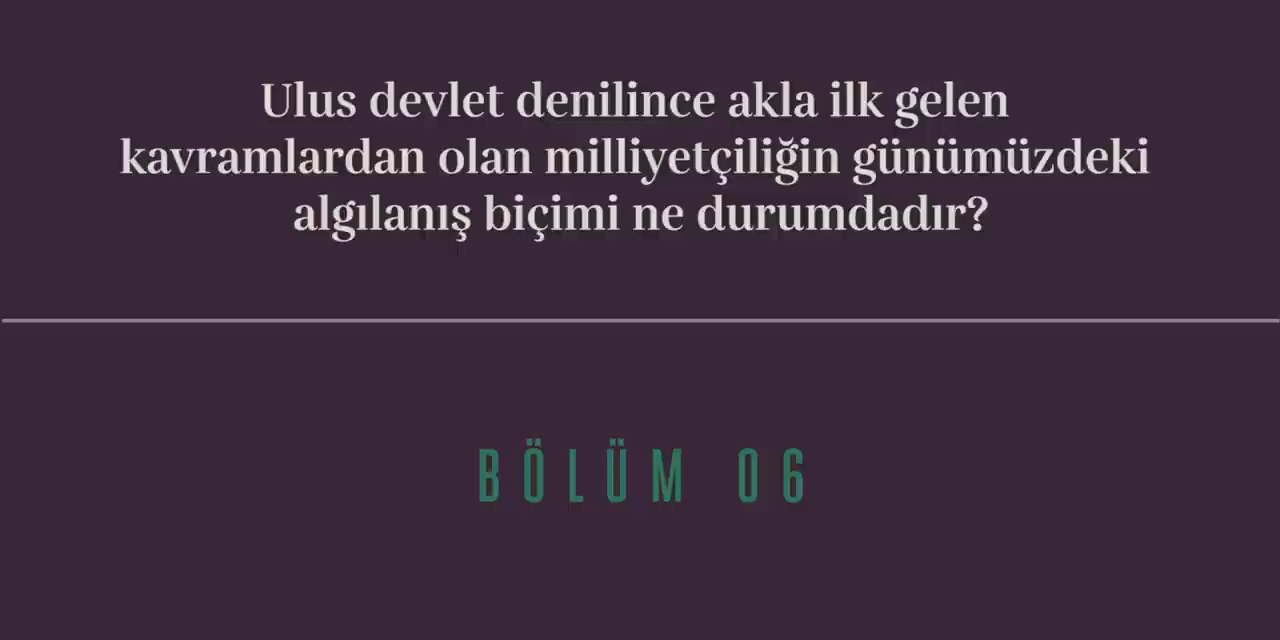 Ulus devlet denilince akla ilk gelen
kavramlardan olan milliyetçiliğin günümüzdeki
algılanış biçimi ne durumdadır?
BÖLÜM 06